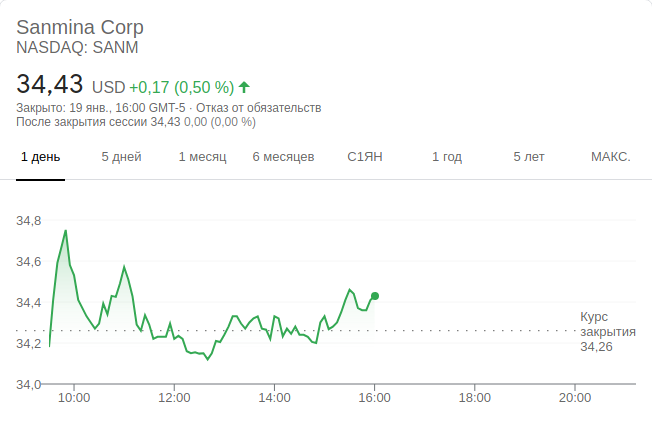 Sanmina Corp
NASDAQ: SANM
34,43 USD +0,17 (0,50 %)
Закрыто: 19 янв., 16:00 GMT-5 · Отказ от обязательств
После закрытия сессии 34,43 0,00 (0,00 %)
1 день 5 дней 1 месяц 6 месяцев С1ЯН 1 год 5 лет МАКС.
34,8
34,6
34,4
Курс
закрытия
34,26
34,2
34,0
10:00 12:00 14:00 16:00 18:00 20:00